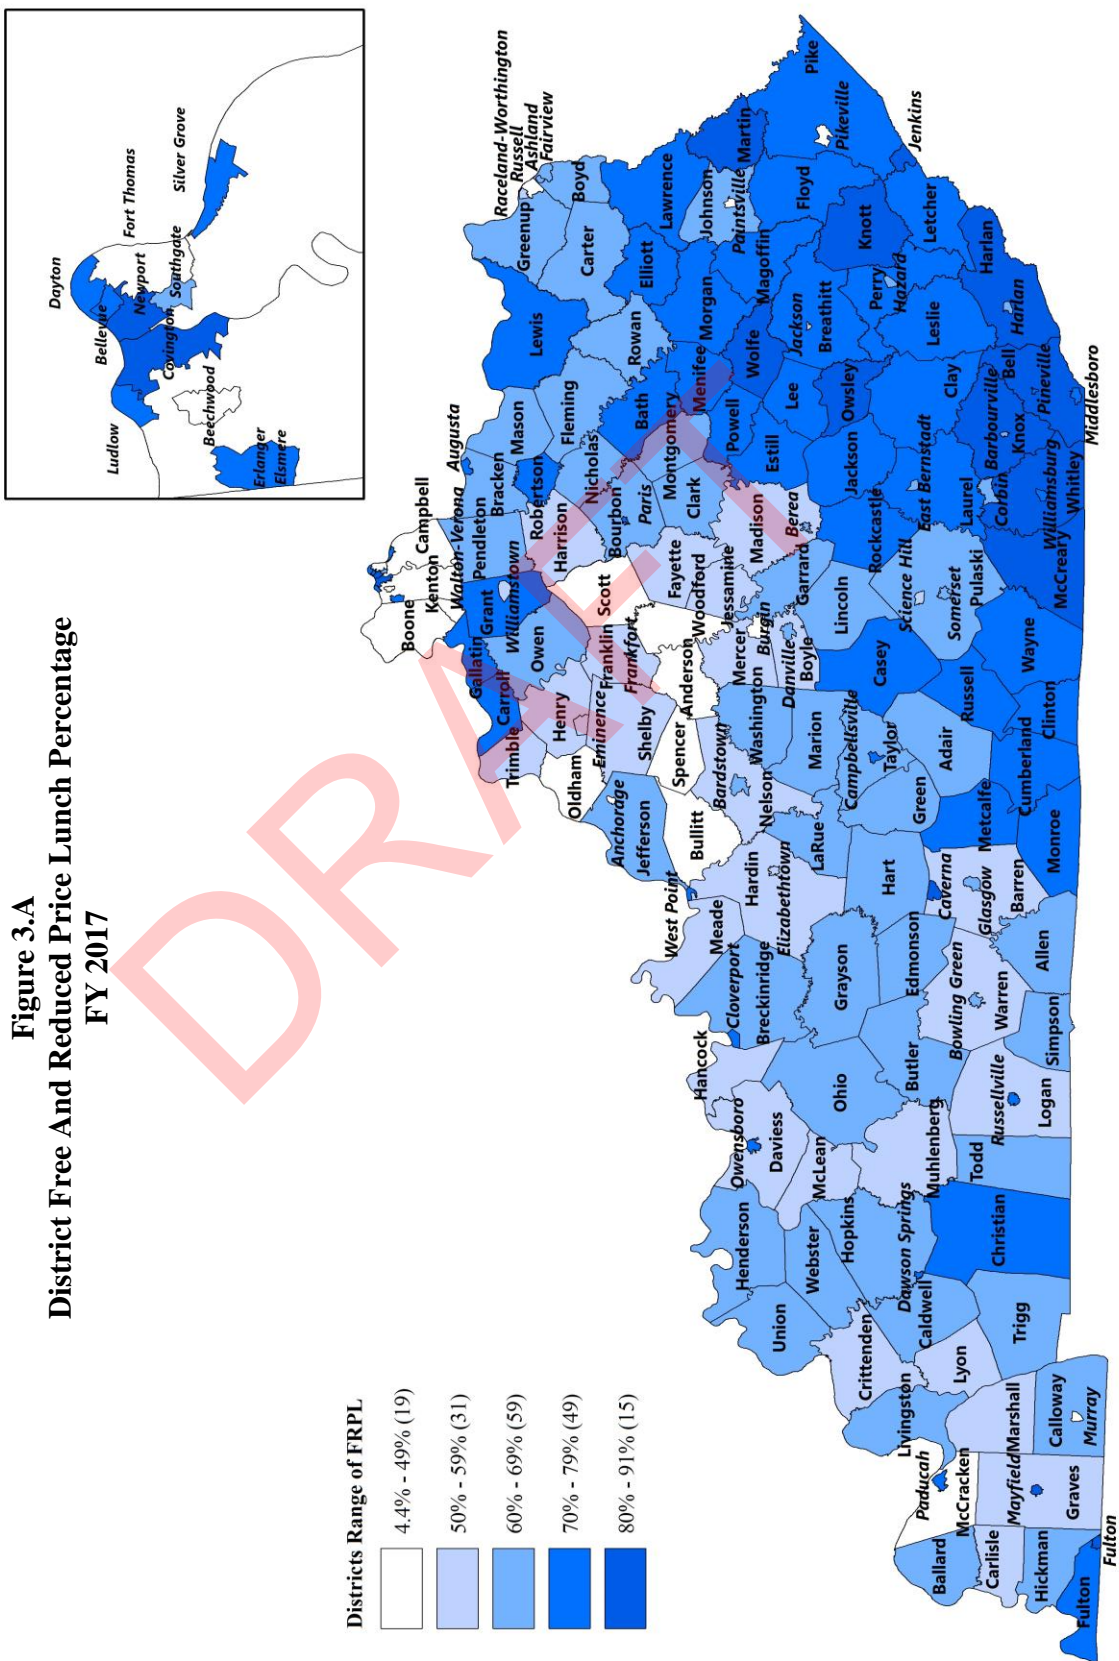 Figure 3.A
District Free And Reduced Price Lunch Percentage
FY 2017
DRAFT
Districts Range of FRPL
4.4% - 49% (19)
50% - 59% (31)
60% - 69% (59)
70% - 79% (49)
80% - 91% (15)
Dayton
Bellevue
Newport
Fort Thomas
Southgate
Silver Grove
Ludlow
Covington
Beechwood
Erlanger
Elsmere
Boone
Kenton
Campbell
Walton-Verona
Pendleton
Augusta
Bracken
Mason
Robertson
Gallatin
Grant
Williamstown
Carroll
Owen
Trimble
Henry
Eminence
Oldham
Harrison
Nicholas
Fleming
Lewis
Greenup
Raceland-Worthington
Russell
Ashland
Fairview
Boyd
Carter
Rowan
Elliott
Lawrence
Scott
Franklin
Frankfort
Shelby
Anchorage
Jefferson
Bullitt
Spencer
Anderson
Woodford
Fayette
Bourbon
Paris
Clark
Montgomery
Bath
Menifee
Morgan
Johnson
Paintsville
Martin
Magoffin
Floyd
Pike
Pikeville
Wolfe
Powell
Estill
Lee
Jackson
Breathitt
Knott
Perry
Hazard
Letcher
Jenkins
Owsley
Leslie
Clay
Jackson
Madison
Berea
Jessamine
Garrard
Mercer
Burgin
Boyle
Danville
Washington
Nelson
Bardstown
Hardin
Elizabethtown
West Point
Meade
Breckinridge
Cloverport
Hancock
Daviess
Owensboro
Henderson
Union
Webster
McLean
Hopkins
Dawson Springs
Muhlenberg
Ohio
Grayson
Butler
Edmonson
Hart
LaRue
Marion
Taylor
Campbellsville
Green
Adair
Casey
Lincoln
Rockcastle
Pulaski
Science Hill
Somerset
Laurel
East Bernstadt
Corbin
Knox
Barbourville
Bell
Pineville
Middlesboro
Harlan
Harlan
Whitley
Williamsburg
McCreary
Wayne
Russell
Clinton
Cumberland
Metcalfe
Monroe
Barren
Glasgow
Caverna
Allen
Warren
Bowling Green
Simpson
Logan
Russellville
Todd
Christian
Trigg
Caldwell
Lyon
Crittenden
Livingston
Marshall
Calloway
Murray
Graves
Mayfield
McCracken
Paducah
Ballard
Carlisle
Hickman
Fulton
Fulton